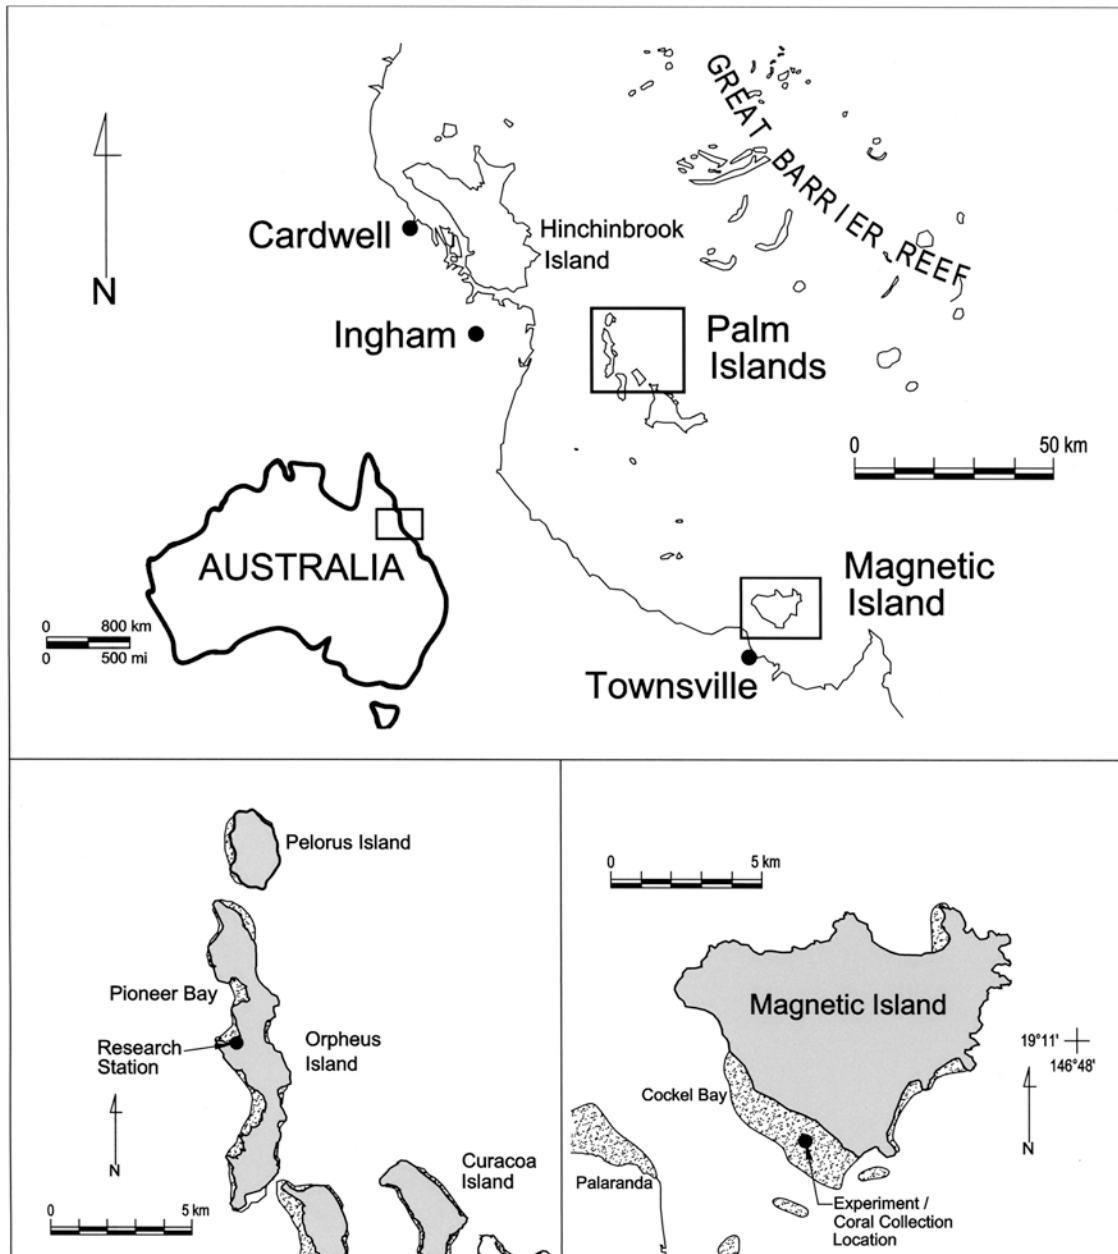 GREAT BARRIER REEF
N
Cardwell
Hinchinbrook
Island
Ingham
Palm
Islands
0 50 km
AUSTRALIA
0 800 km
0 500 mi
Magnetic
Island
Townsville
Pelorus Island
Pioneer Bay
Research
Station
Orpheus
Island
N
Curacoa
Island
0 5 km
0 5 km
Magnetic Island
19°11'
146°48'
Cockel Bay
N
Palaranda
Experiment /
Coral Collection
Location